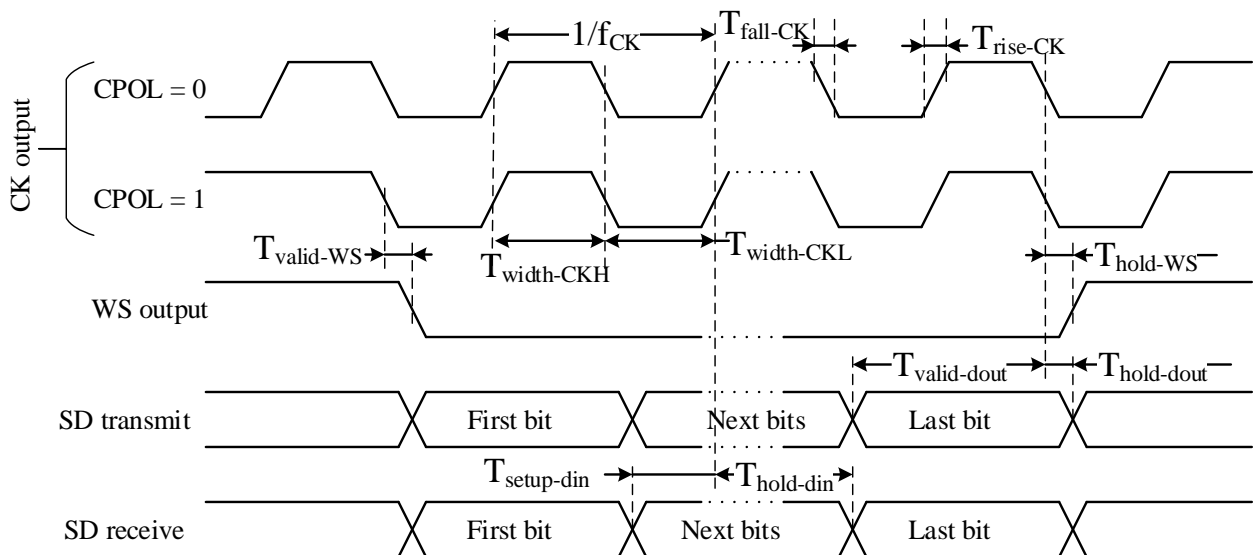 1/fCK
Tfall-CK
Trise-CK
CK output
CPOL = 0
CPOL = 1
Tvalid-WS
Twidth-CKH
Twidth-CKL
Thold-WS
WS output
Tvalid-dout
Thold-dout
SD transmit
First bit
Next bits
Last bit
Tsetup-din
Thold-din
SD receive
First bit
Next bits
Last bit